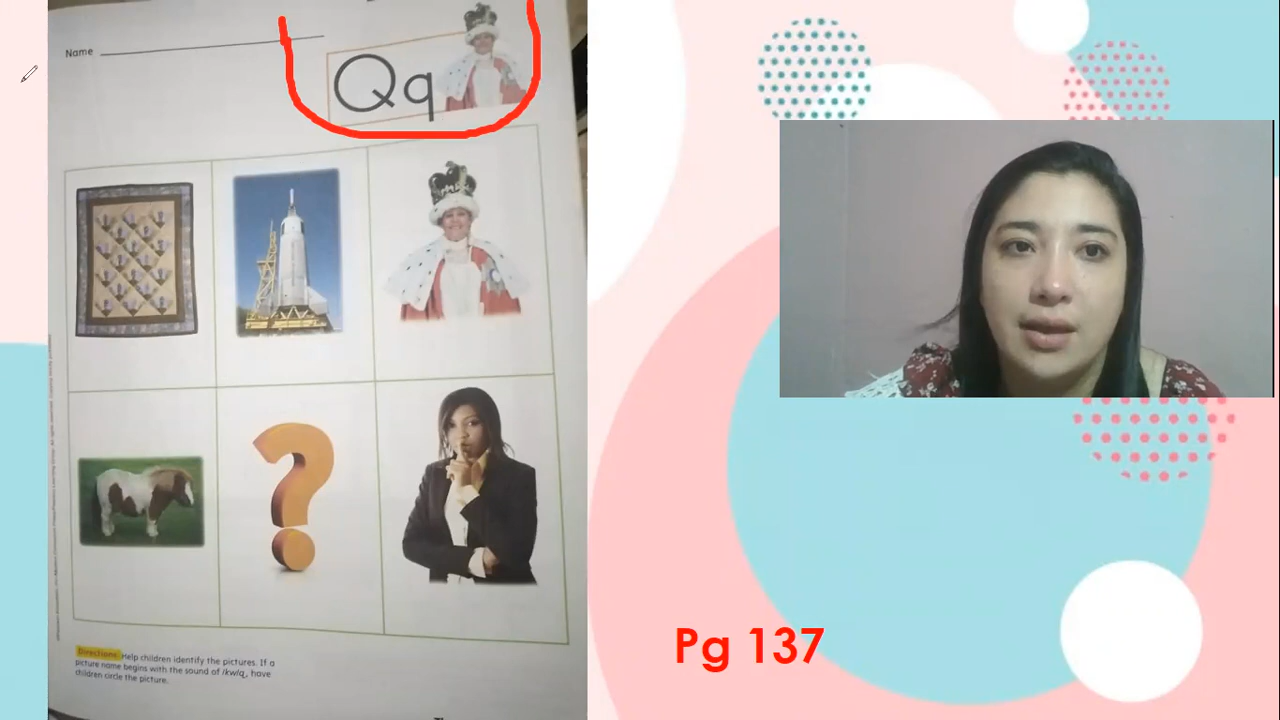 Name
Qq
Directions: Help children identify the pictures. If a
picture name begins with the sound of /kw/q, have
children circle the picture.
Pg 137